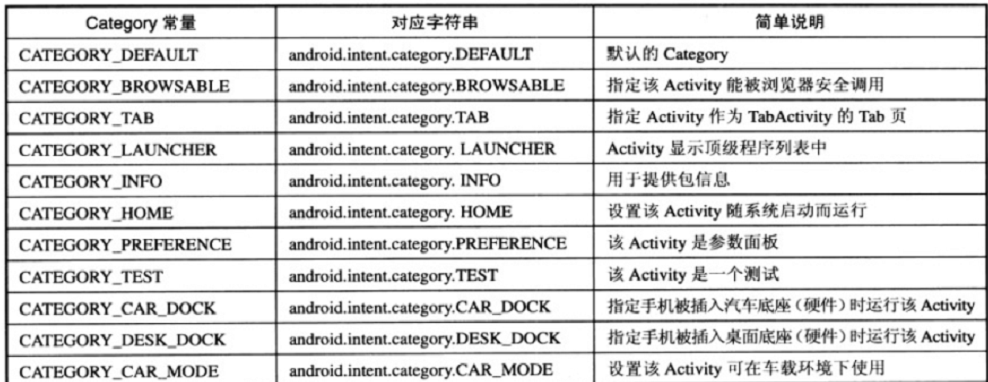 Category 常量 对应字符串 简单说明
CATEGORY_DEFAULT android.intent.category.DEFAULT 默认的 Category
CATEGORY_BROWSABLE android.intent.category.BROWSABLE 指定该 Activity 能被浏览器安全调用
CATEGORY_TAB android.intent.category.TAB 指定 Activity 作为 TabActivity 的 Tab 页
CATEGORY_LAUNCHER android.intent.category. LAUNCHER Activity 显示顶级程序列表中
CATEGORY_INFO android.intent.category. INFO 用于提供包信息
CATEGORY_HOME android.intent.category. HOME 设置该 Activity 随系统启动而运行
CATEGORY_PREFERENCE android.intent.category.PREFERENCE 该 Activity 是参数面板
CATEGORY_TEST android.intent.category.TEST 该 Activity 是一个测试
CATEGORY_CAR_DOCK android.intent.category.CAR_DOCK 指定手机被插入汽车底座（硬件）时运行该 Activity
CATEGORY_DESK_DOCK android.intent.category.DESK_DOCK 指定手机被插入桌面底座（硬件）时运行该 Activity
CATEGORY_CAR_MODE android.intent.category.CAR_MODE 设置该 Activity 可在车载环境下使用